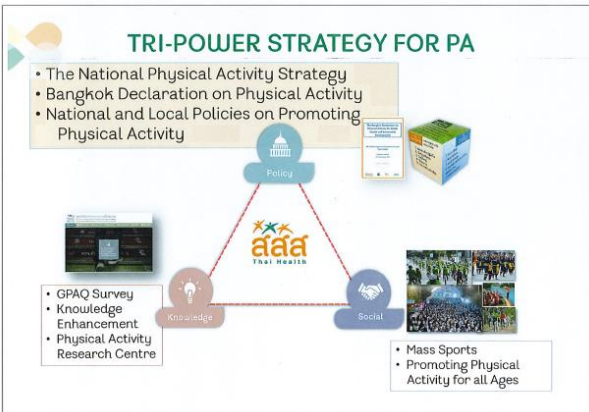 TRI-POWER STRATEGY FOR PA
• The National Physical Activity Strategy
• Bangkok Declaration on Physical Activity
• National and Local Policies on Promoting
Physical Activity
Policy
สสส
Thai Health
Knowledge
Social
• GPAQ Survey
• Knowledge
Enhancement
• Physical Activity
Research Centre
• Mass Sports
• Promoting Physical
Activity for all Ages